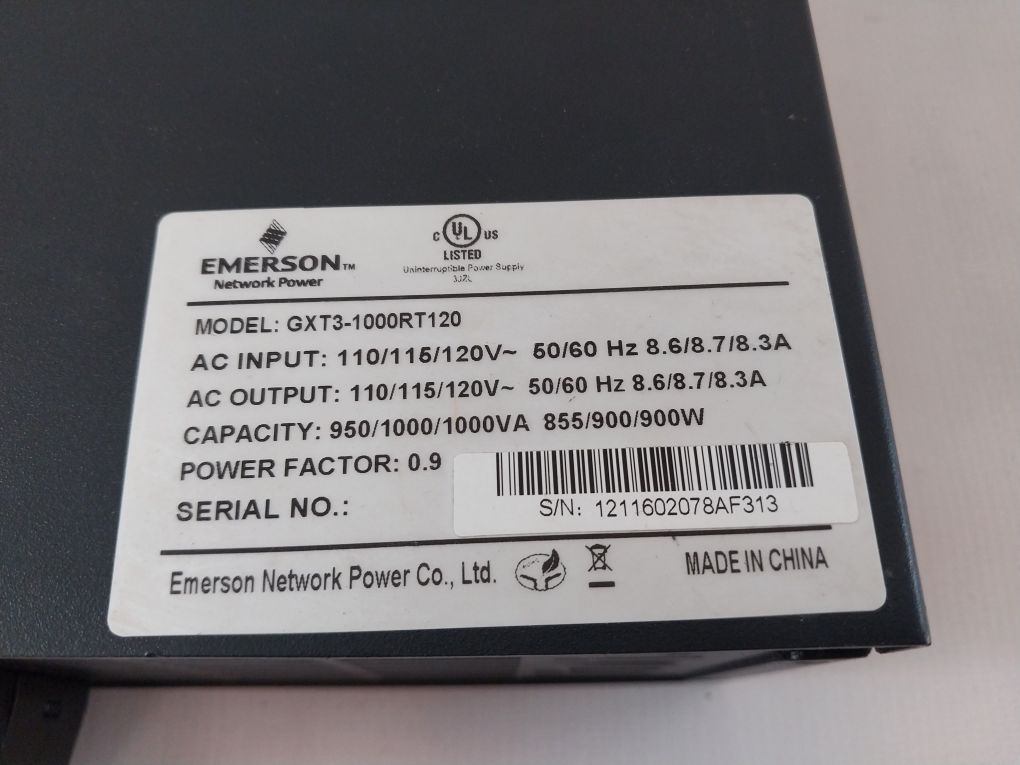 C UL US
LISTED
EMERSON™
Network Power
Uninterruptible Power Supply
MODEL: GXT3-1000RT120
AC INPUT: 110/115/120V~ 50/60 Hz 8.6/8.7/8.3A
AC OUTPUT: 110/115/120V~ 50/60 Hz 8.6/8.7/8.3A
CAPACITY: 950/1000/1000VA 855/900/900W
POWER FACTOR: 0.9
SERIAL NO.:
S/N: 1211602078AF313
Emerson Network Power Co., Ltd.
MADE IN CHINA